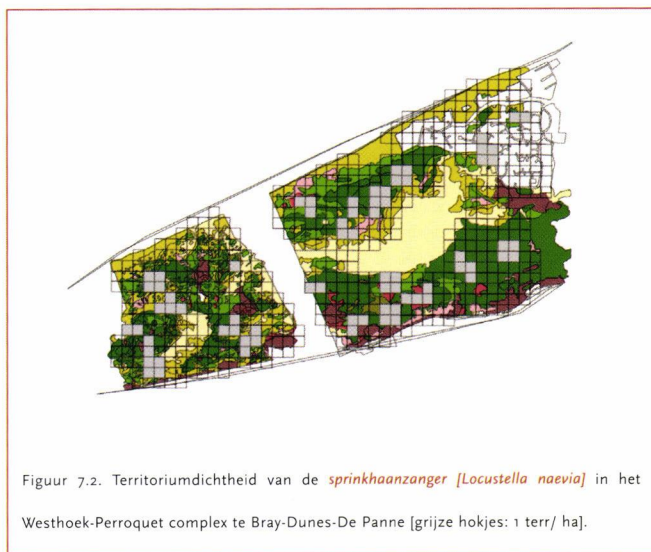 Figuur 7.2. Territoriumdichtheid van de sprinkhaanzanger [Locustella naevia] in het
Westhoek-Perroquet complex te Bray-Dunes-De Panne [grijze hokjes: 1 terr/ ha].